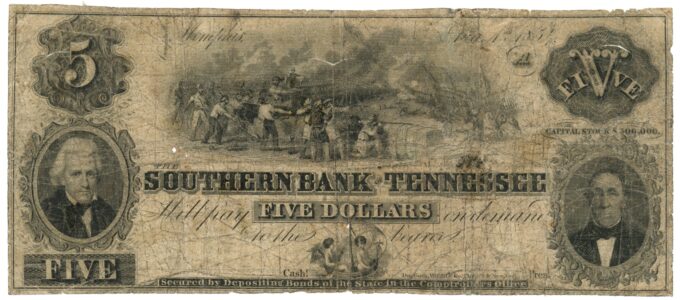 5
Memphis
FIVE
V
A
CAPITAL STOCK $300,000.
THE
SOUTHERN BANK OF TENNESSEE
Will pay FIVE DOLLARS on demand
to the bearer
FIVE
Cash.
Pres.
Secured by Depositing Bonds of the State in the Comptrollers Office